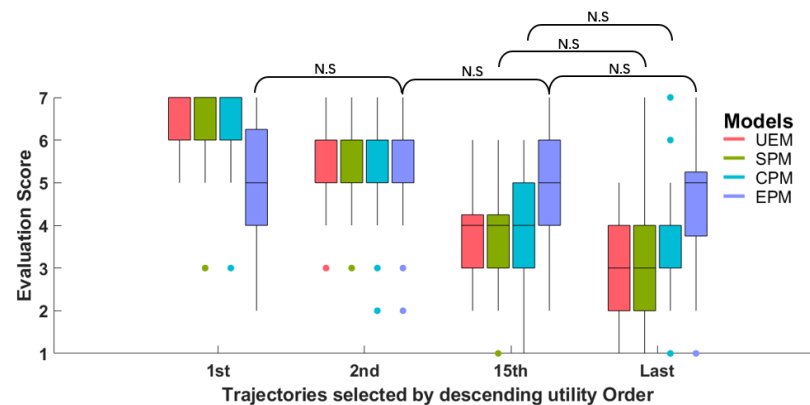 N.S
N.S
N.S N.S N.S
7
6
5
4
3
2
1
Evaluation Score
1st 2nd 15th Last
Trajectories selected by descending utility Order
Models
UEM
SPM
CPM
EPM